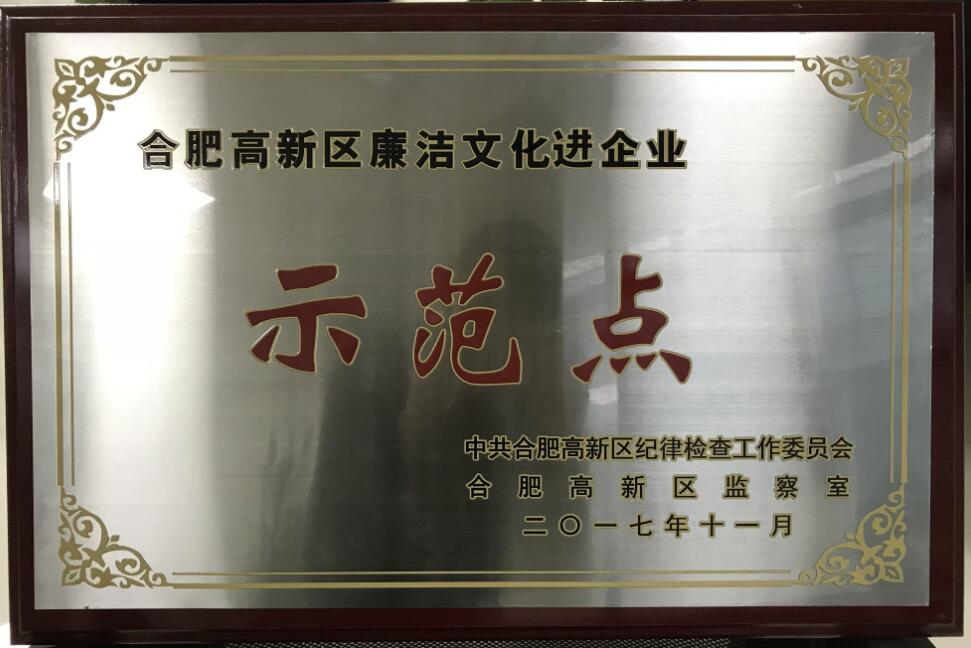 合肥高新区廉洁文化进企业
示范点
中共合肥高新区纪律检查工作委员会
合肥高新区监察室
二〇一七年十一月